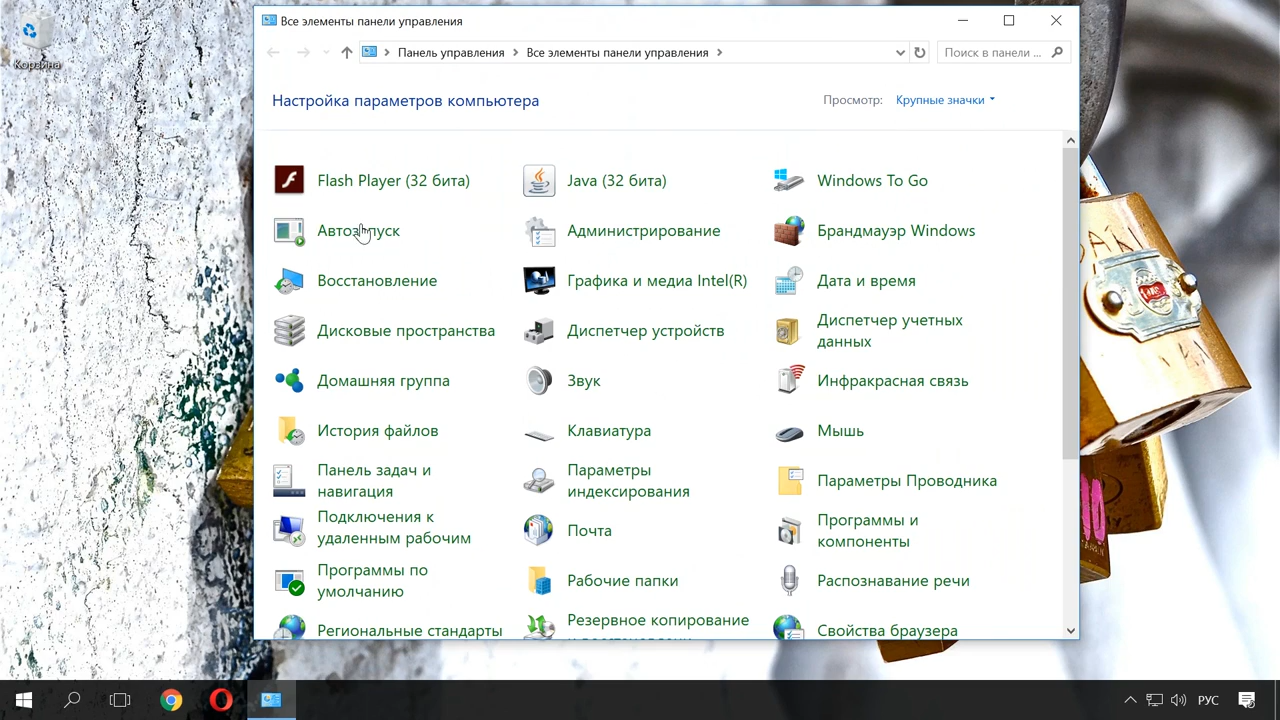 Корзина
Все элементы панели управления
Панель управления
Все элементы панели управления
Поиск в панели ...
Настройка параметров компьютера
Просмотр: Крупные значки
Flash Player (32 бита)
Java (32 бита)
Windows To Go
Автозапуск
Администрирование
Брандмауэр Windows
Восстановление
Графика и медиа Intel(R)
Дата и время
Дисковые пространства
Диспетчер устройств
Диспетчер учетных
данных
Домашняя группа
Звук
Инфракрасная связь
История файлов
Клавиатура
Мышь
Панель задач и
навигация
Параметры
индексирования
Параметры Проводника
Подключения к
удаленным рабочим
Почта
Программы и
компоненты
Программы по
умолчанию
Рабочие папки
Распознавание речи
Региональные стандарты
Резервное копирование
Свойства браузера
РУС